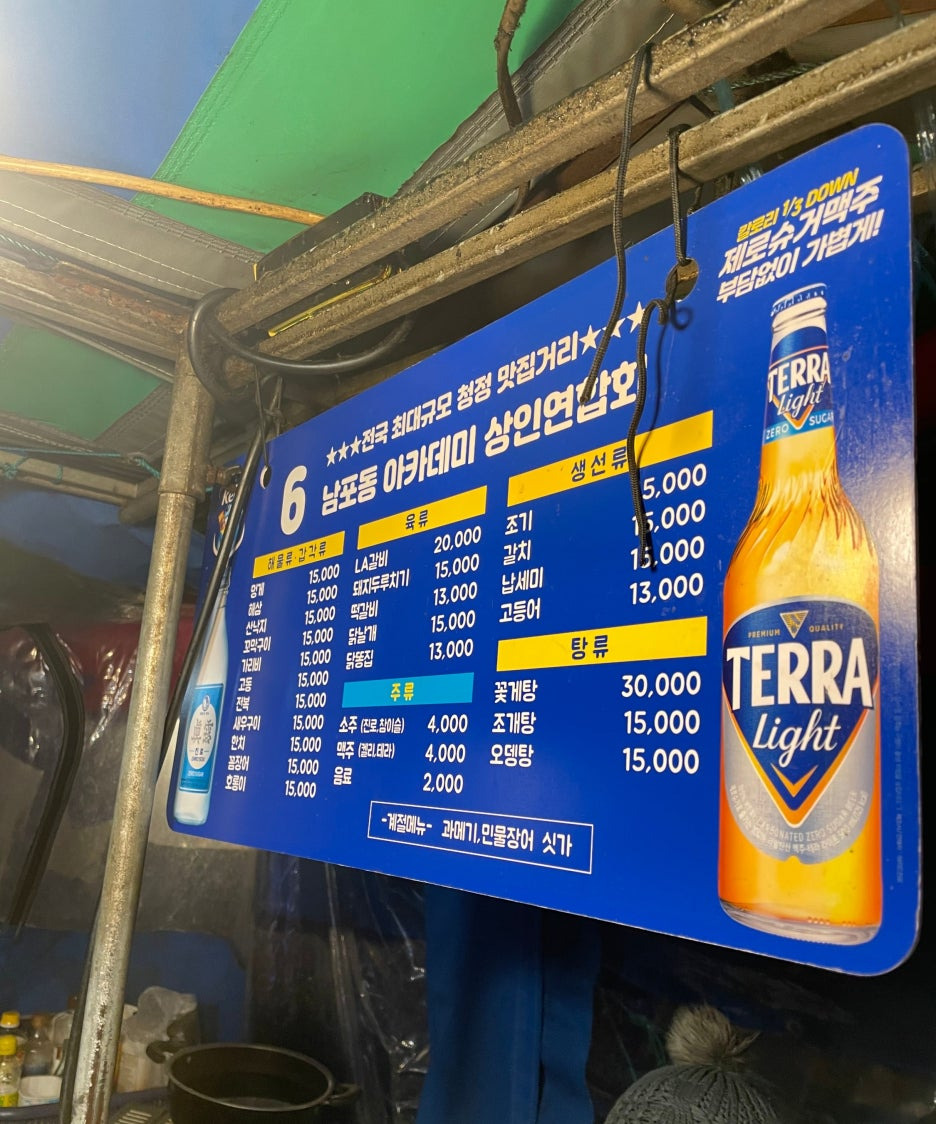 ★★★전국 최대규모 청정 맛집거리★★★
6 남포동 아카데미 상인연합회
해물류·갑각류
멍게 15,000
해삼 15,000
산낙지 15,000
꼬막구이 15,000
가리비 15,000
고동 15,000
전복 15,000
새우구이 15,000
한치 15,000
꼼장어 15,000
호롱이 15,000
육류
LA갈비 20,000
돼지두루치기 15,000
떡갈비 13,000
닭날개 15,000
닭똥집 13,000
주류
소주 (진로,참이슬) 4,000
맥주 (켈리,테라) 4,000
음료 2,000
생선류
조기 15,000
갈치 15,000
납세미 15,000
고등어 13,000
탕류
꽃게탕 30,000
조개탕 15,000
오뎅탕 15,000
-계절메뉴- 과메기,민물장어 싯가
칼로리 1/3 DOWN
제로슈거맥주
부담없이 가볍게!
TERRA
Light
ZERO SUGAR
PREMIUM QUALITY
TERRA
Light